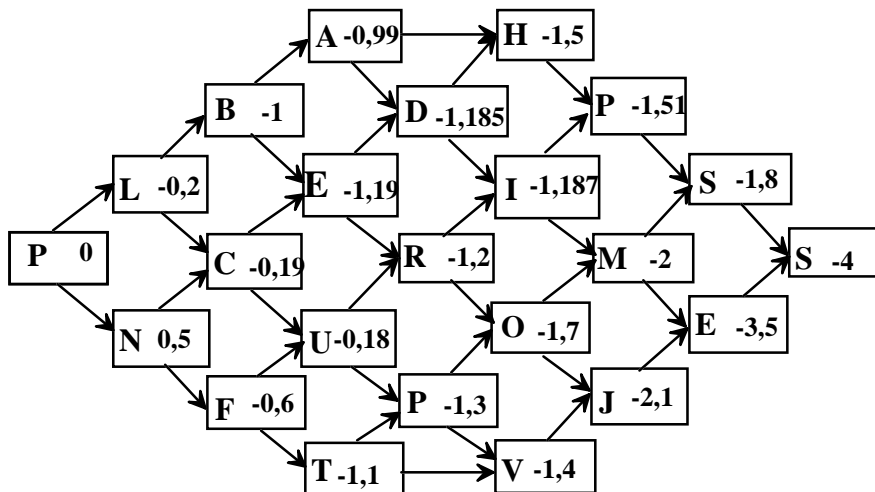 A -0,99
H -1,5
B -1
D -1,185
P -1,51
L -0,2
E -1,19
I -1,187
S -1,8
P 0
C -0,19
R -1,2
M -2
S -4
N 0,5
U -0,18
O -1,7
E -3,5
F -0,6
P -1,3
J -2,1
T -1,1
V -1,4